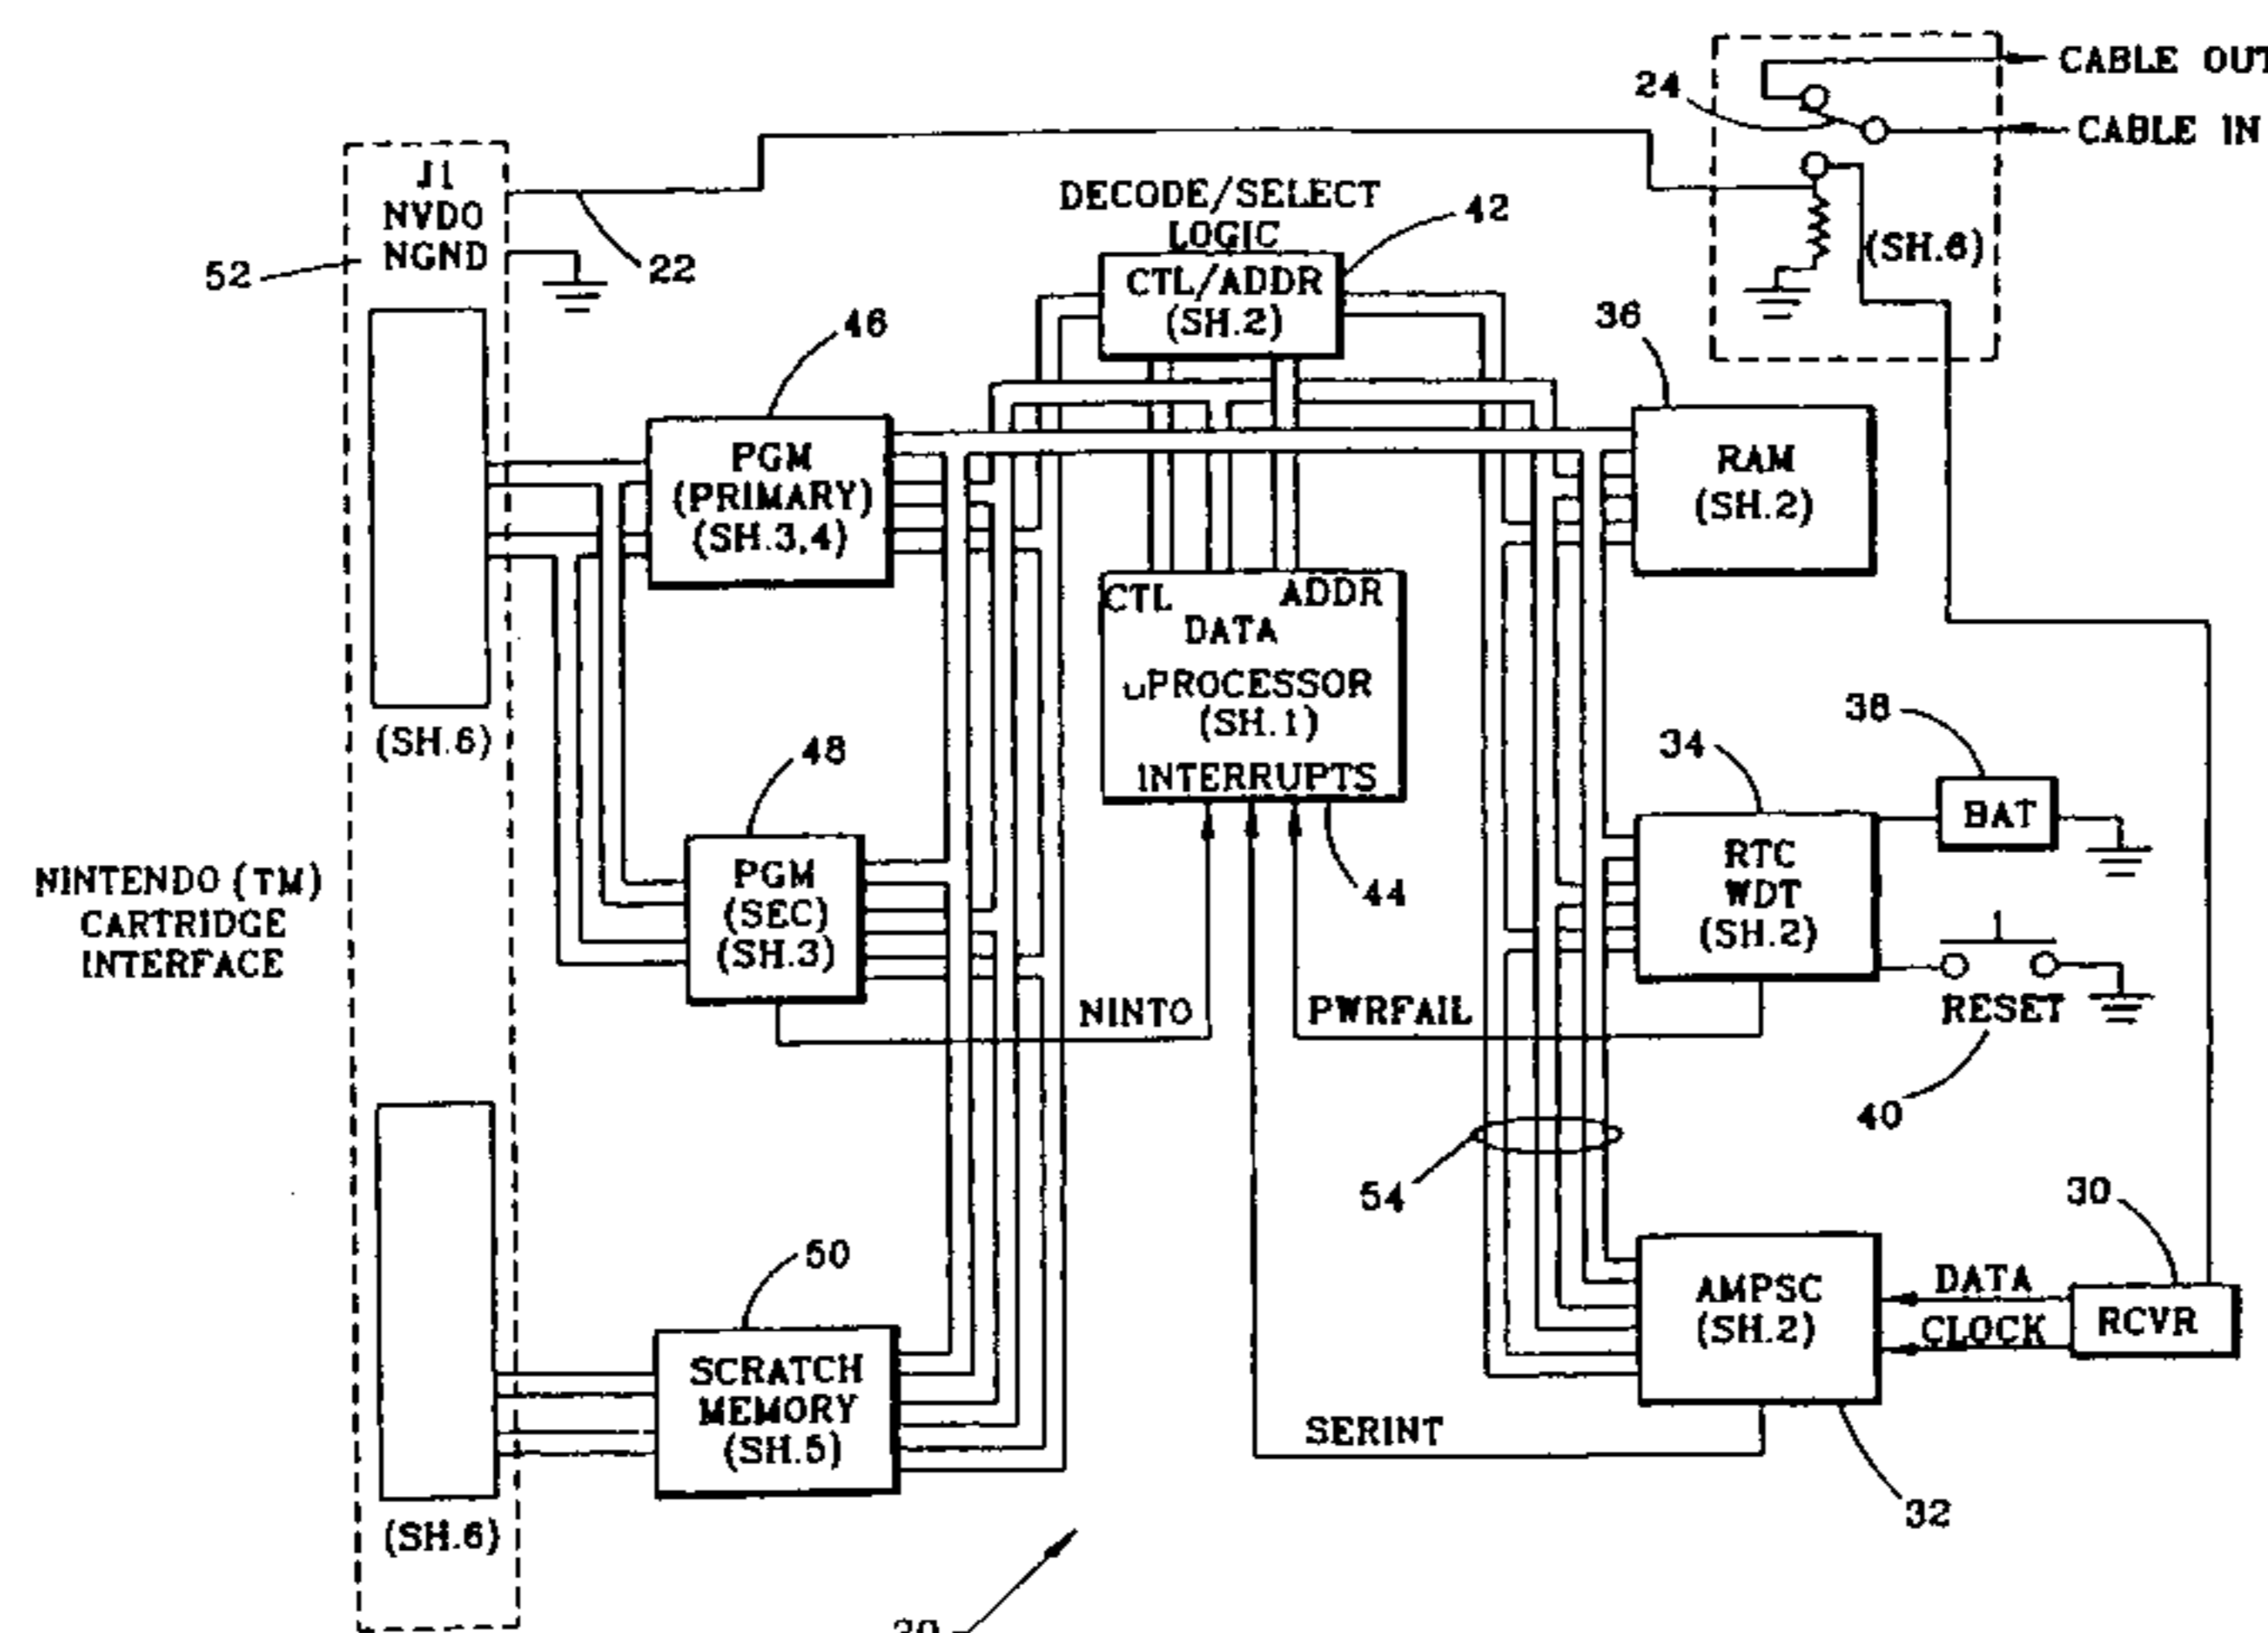 CABLE OUT
24
CABLE IN
J1
NVDO
NGND
52
22
DECODE/SELECT
LOGIC
42
CTL/ADDR
(SH.2)
(SH.6)
46
36
PGM
(PRIMARY)
(SH.3,4)
RAM
(SH.2)
CTL
ADDR
DATA
μPROCESSOR
(SH.1)
INTERRUPTS
44
(SH.6)
48
38
34
BAT
PGM
(SEC)
(SH.3)
RTC
WDT
(SH.2)
NINTENDO (TM)
CARTRIDGE
INTERFACE
NINTO
PWRFAIL
RESET
40
54
30
50
AMPSC
(SH.2)
DATA
CLOCK
RCVR
SCRATCH
MEMORY
(SH.5)
SERINT
32
(SH.6)